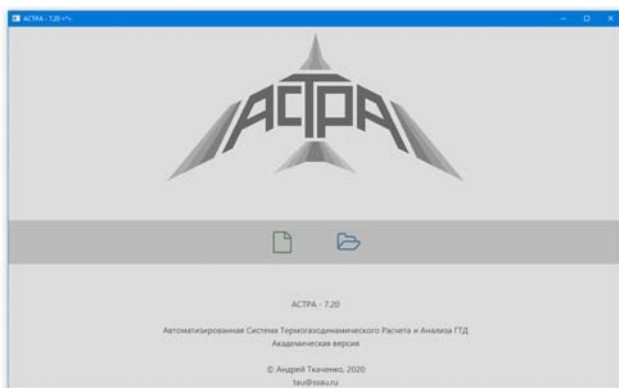 АСТРА - 7.20 <*>
АСТРА
АСТРА - 7.20
Автоматизированная Система Термогазодинамического Расчета и Анализа ГТД
Академическая версия
© Андрей Ткаченко, 2020
tau@ssau.ru